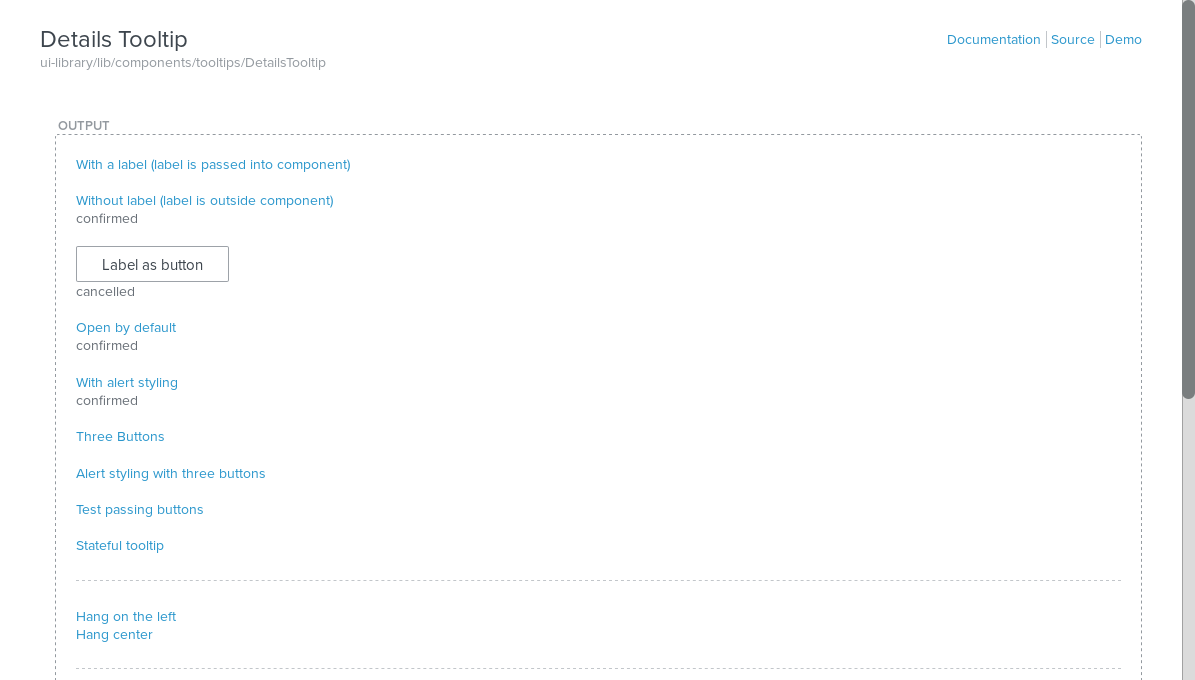 Details Tooltip
Documentation Source Demo
ui-library/lib/components/tooltips/DetailsTooltip
OUTPUT
With a label (label is passed into component)
Without label (label is outside component)
confirmed
Label as button
cancelled
Open by default
confirmed
With alert styling
confirmed
Three Buttons
Alert styling with three buttons
Test passing buttons
Stateful tooltip
Hang on the left
Hang center